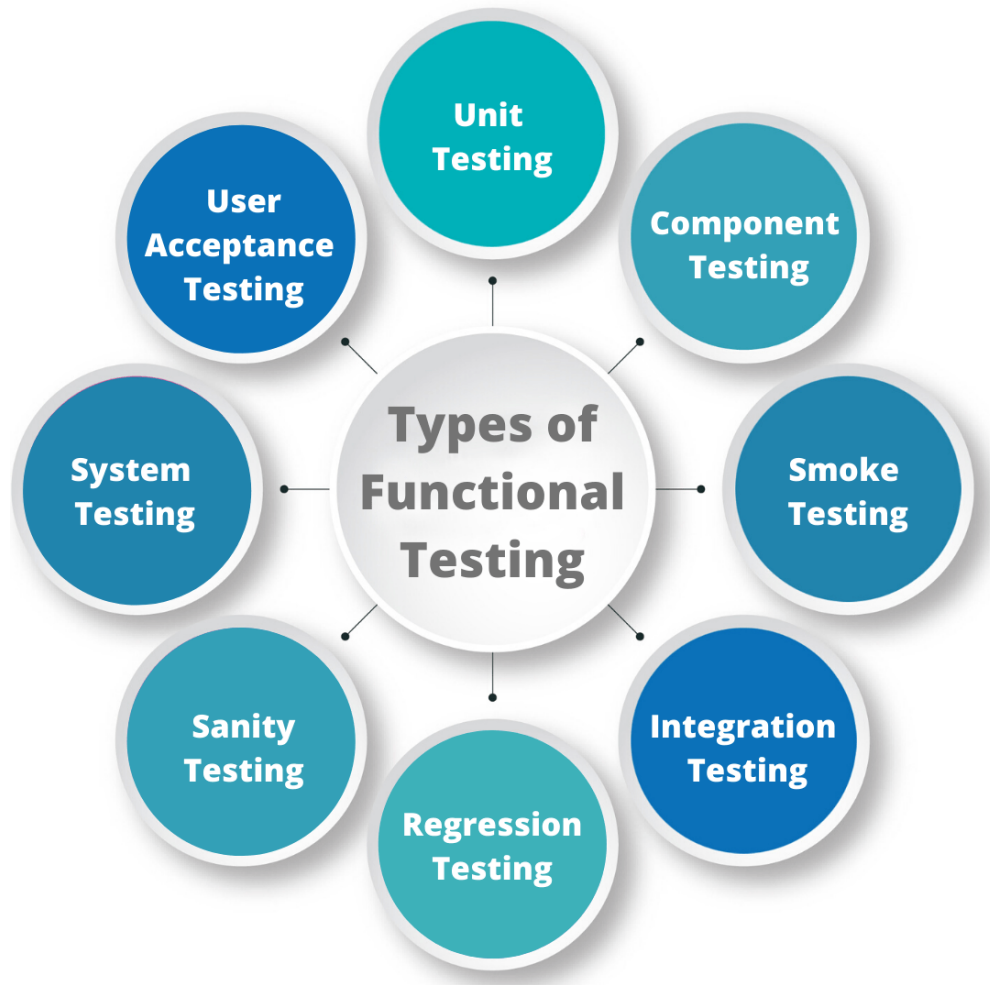 Types of
Functional
Testing
Unit
Testing
Component
Testing
Smoke
Testing
Integration
Testing
Regression
Testing
Sanity
Testing
System
Testing
User
Acceptance
Testing